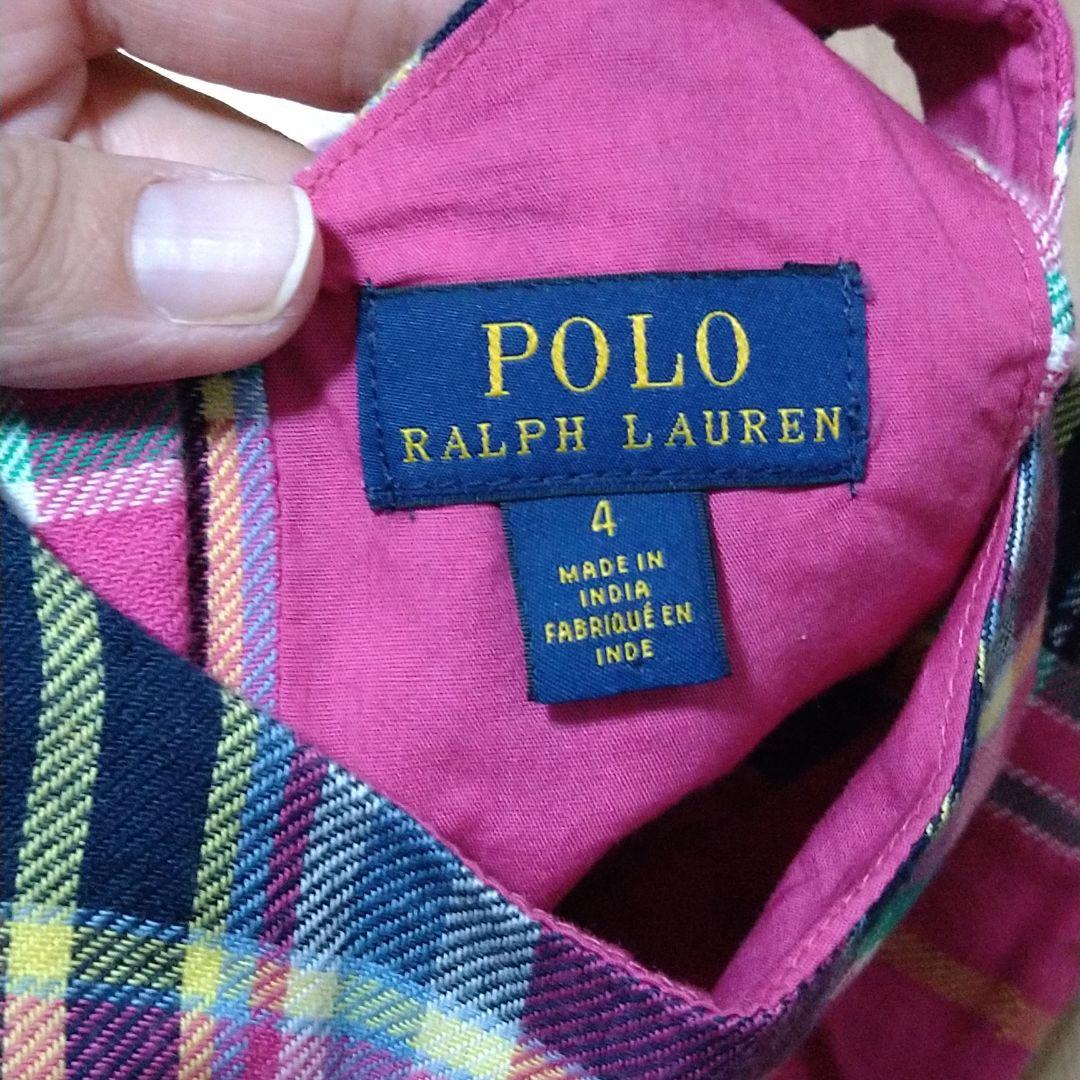 POLO
RALPH LAUREN
4
MADE IN
INDIA
FABRIQUÉ EN
INDE